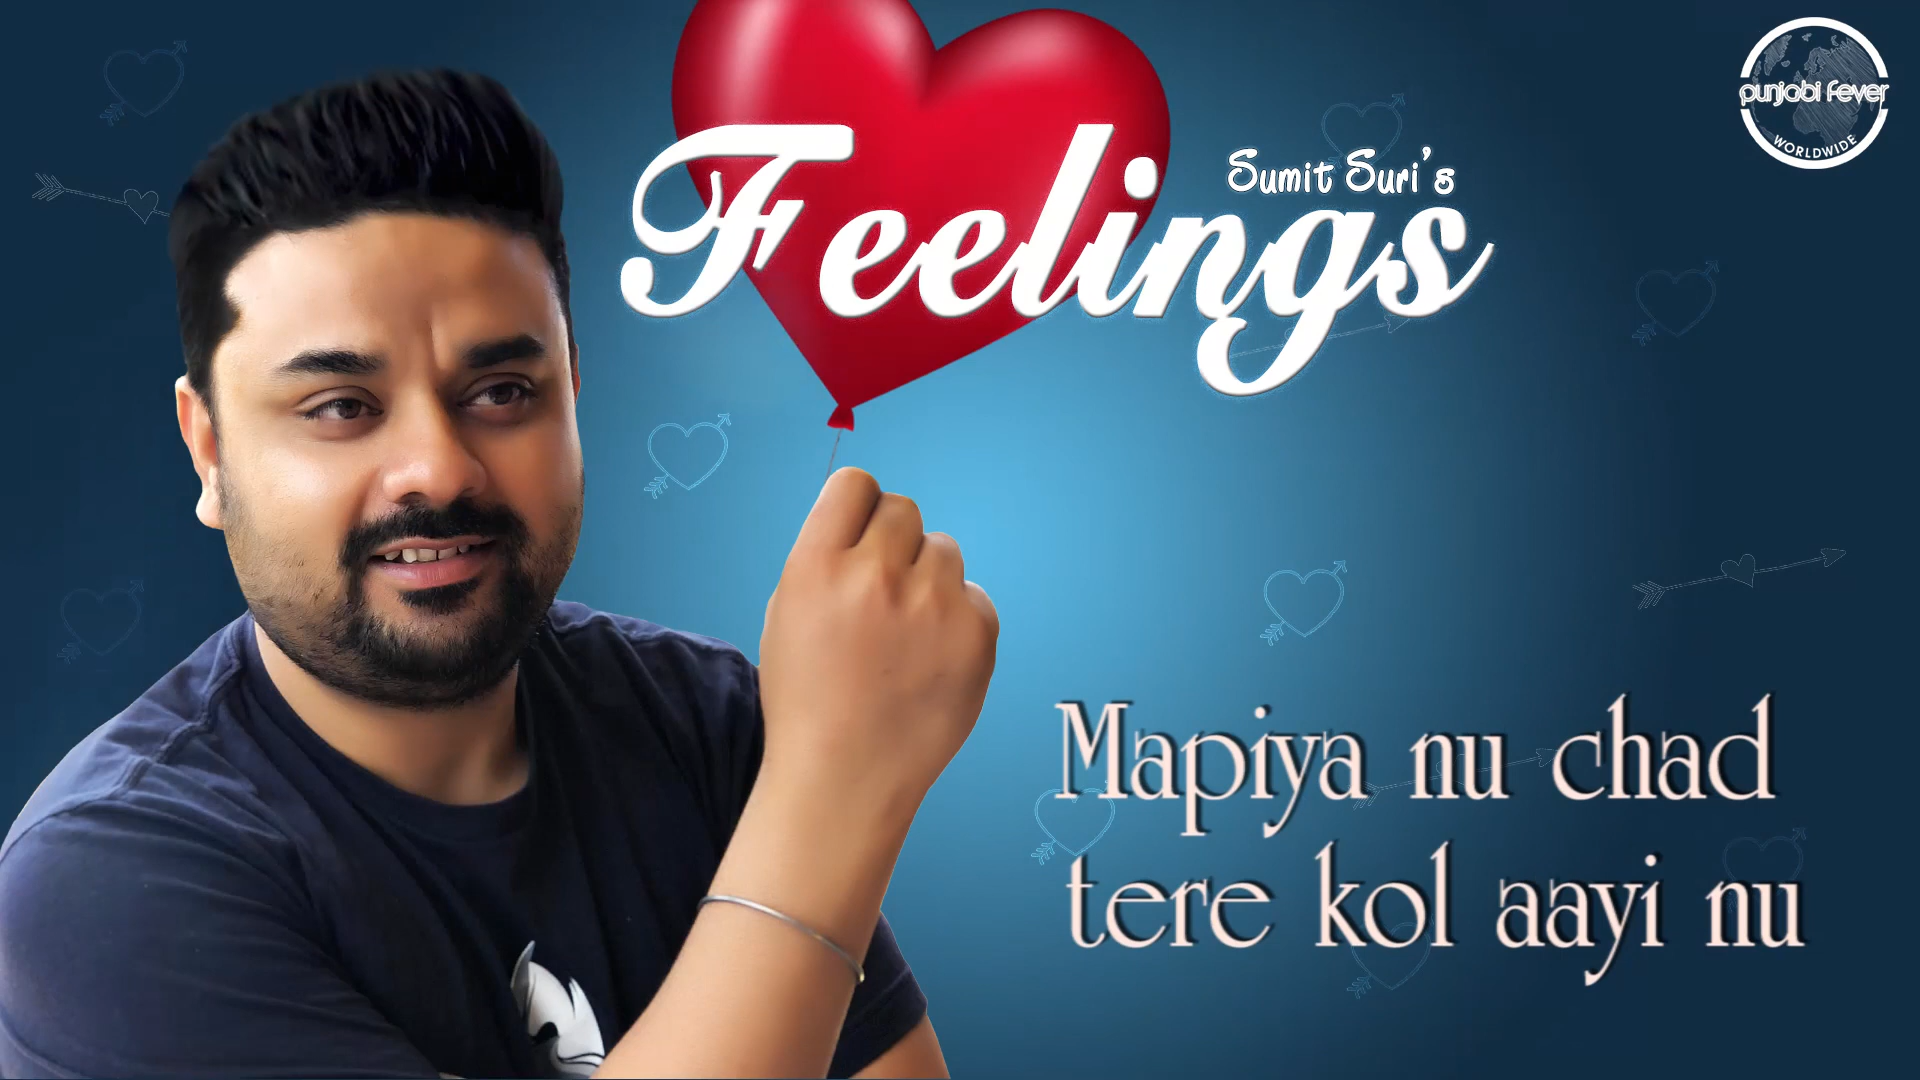 Sumit Suri's
Feelings
punjabi fever
WORLDWIDE
Mapiya nu chad
tere kol aayi nu